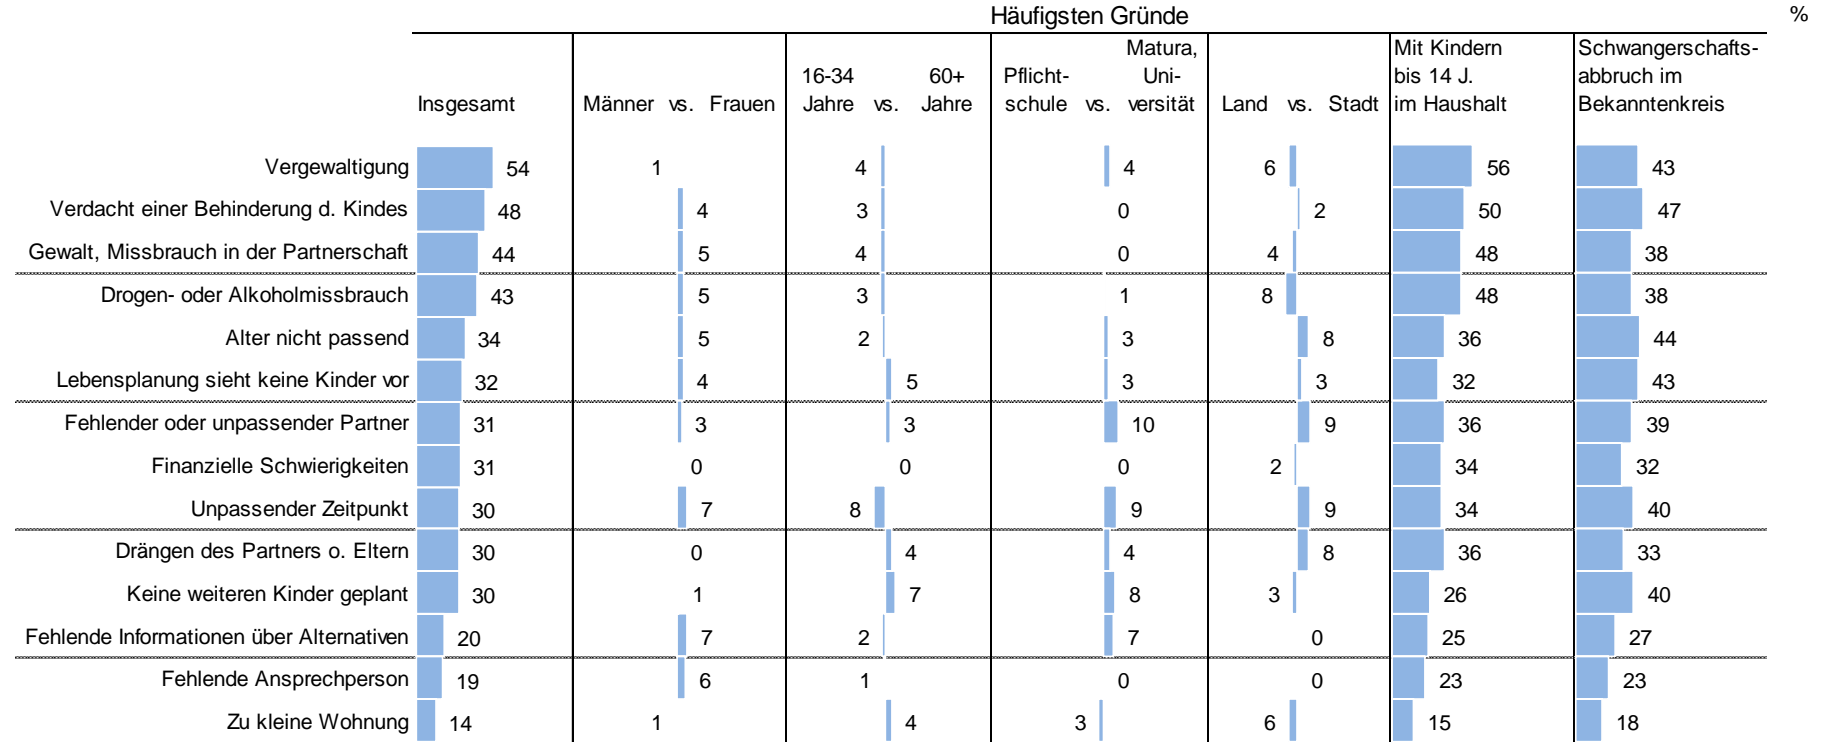 Häufigsten Gründe %
Matura, Mit Kindern Schwangerschafts-
16-34 60+ Pflicht- Uni- bis 14 J. abbruch im
Insgesamt Männer vs. Frauen Jahre vs. Jahre schule vs. versität Land vs. Stadt im Haushalt Bekanntenkreis
Vergewaltigung 54 1 4 4 6 56 43
Verdacht einer Behinderung d. Kindes 48 4 3 0 2 50 47
Gewalt, Missbrauch in der Partnerschaft 44 5 4 0 4 48 38
Drogen- oder Alkoholmissbrauch 43 5 3 1 8 48 38
Alter nicht passend 34 5 2 3 8 36 44
Lebensplanung sieht keine Kinder vor 32 4 5 3 3 32 43
Fehlender oder unpassender Partner 31 3 3 10 9 36 39
Finanzielle Schwierigkeiten 31 0 0 0 2 34 32
Unpassender Zeitpunkt 30 7 8 9 9 34 40
Drängen des Partners o. Eltern 30 0 4 4 8 36 33
Keine weiteren Kinder geplant 30 1 7 8 3 26 40
Fehlende Informationen über Alternativen 20 7 2 7 0 25 27
Fehlende Ansprechperson 19 6 1 0 0 23 23
Zu kleine Wohnung 14 1 4 3 6 15 18